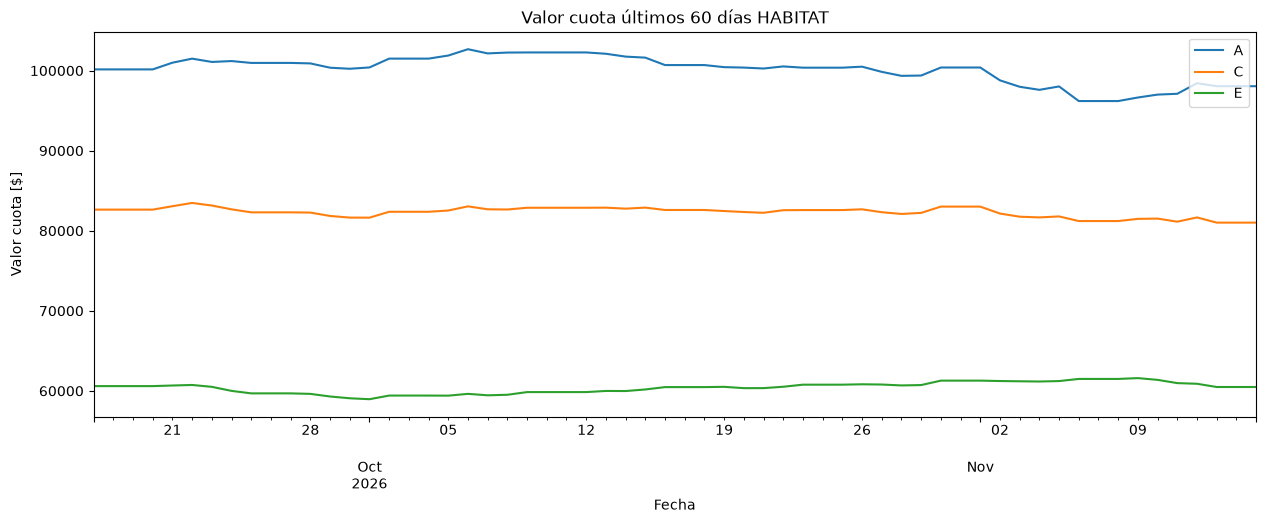 Valor cuota últimos 60 días HABITAT
A
C
E
100000
90000
80000
70000
60000
Valor cuota [$]
21 28 05 12 19 26 02 09
Oct Nov
2026
Fecha